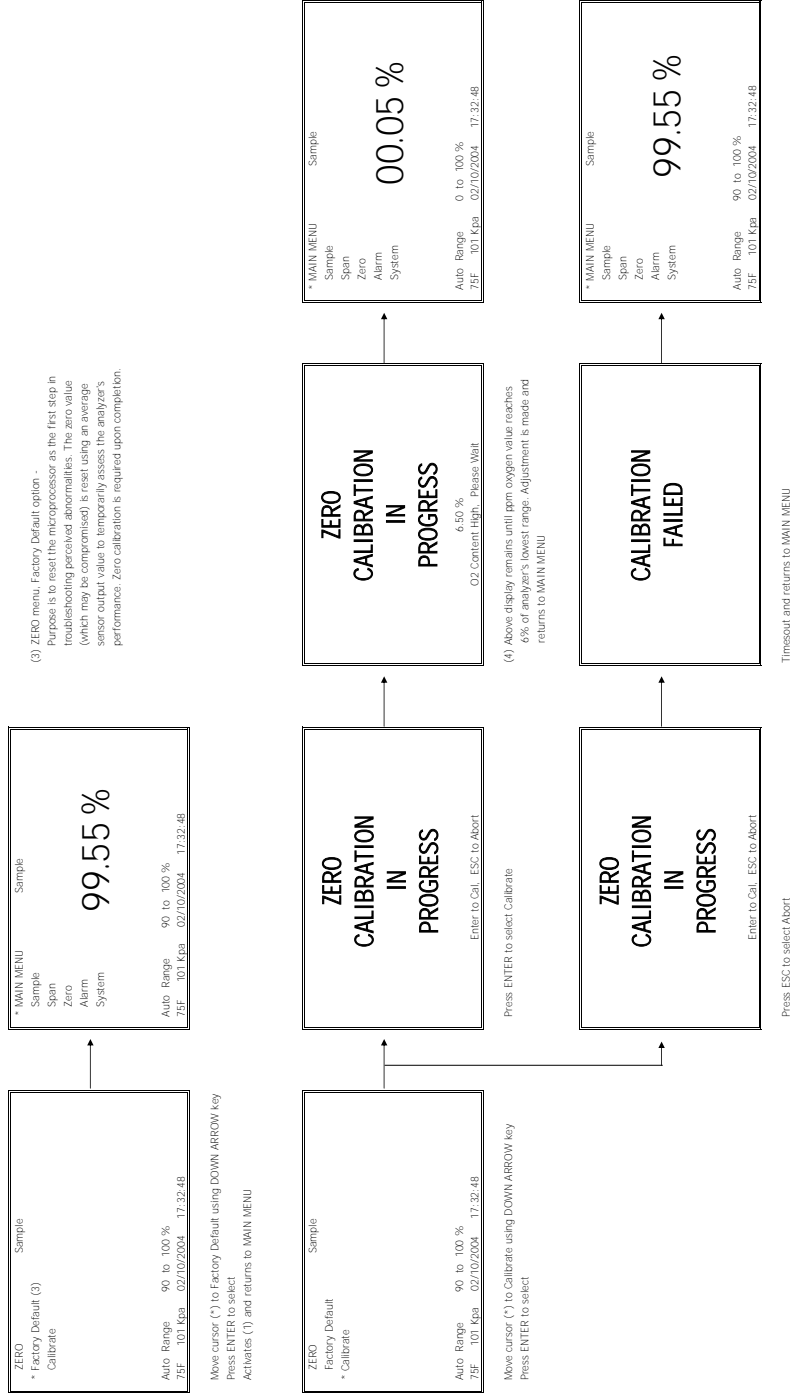 ZERO Sample
* Factory Default (3)
Calibrate
Auto Range 90 to 100 %
75F 101 Kpa 02/10/2004 17:32:48
Move cursor (*) to Factory Default using DOWN ARROW key
Press ENTER to select
Activates (1) and returns to MAIN MENU
* MAIN MENU Sample
Sample
Span
Zero
Alarm
System
99.55 %
Auto Range 90 to 100 %
75F 101 Kpa 02/10/2004 17:32:48
(3) ZERO menu, Factory Default option -
Purpose is to reset the microprocessor as the first step in
troubleshooting perceived abnormalities. The zero value
(which may be compromised) is reset using an average
sensor output value to temporarily assess the analyzer's
performance. Zero calibration is required upon completion.
ZERO Sample
Factory Default
* Calibrate
Auto Range 90 to 100 %
75F 101 Kpa 02/10/2004 17:32:48
Move cursor (*) to Calibrate using DOWN ARROW key
Press ENTER to select
ZERO
CALIBRATION
IN
PROGRESS
Enter to Cal, ESC to Abort
Press ENTER to select Calibrate
ZERO
CALIBRATION
IN
PROGRESS
6.50 %
O2 Content High, Please Wait
(4) Above display remains until ppm oxygen value reaches
6% of analyzer's lowest range. Adjustment is made and
returns to MAIN MENU
* MAIN MENU Sample
Sample
Span
Zero
Alarm
System
00.05 %
Auto Range 0 to 100 %
75F 101 Kpa 02/10/2004 17:32:48
ZERO
CALIBRATION
IN
PROGRESS
Enter to Cal, ESC to Abort
Press ESC to select Abort
CALIBRATION
FAILED
Timesout and returns to MAIN MENU
* MAIN MENU Sample
Sample
Span
Zero
Alarm
System
99.55 %
Auto Range 90 to 100 %
75F 101 Kpa 02/10/2004 17:32:48